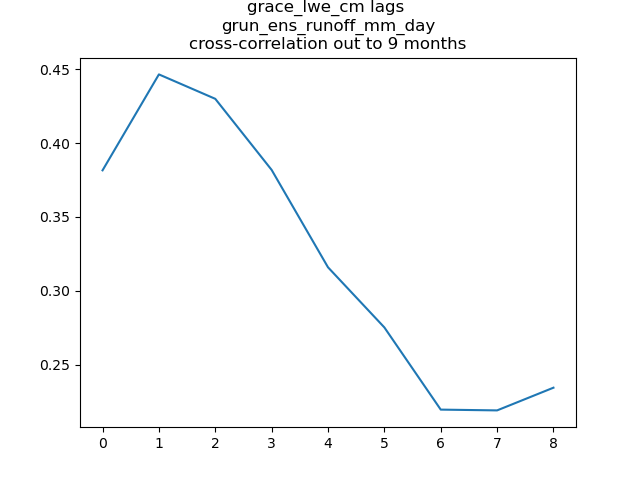 grace_lwe_cm lags
grun_ens_runoff_mm_day
cross-correlation out to 9 months
0.45
0.40
0.35
0.30
0.25
0 1 2 3 4 5 6 7 8